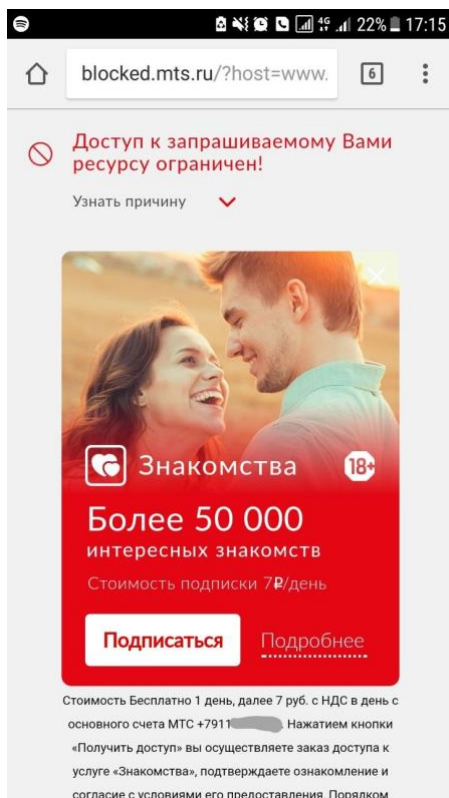 4G
22%
17:15
blocked.mts.ru/?host=www.
6
Доступ к запрашиваемому Вами
ресурсу ограничен!
Узнать причину
Знакомства
18+
Более 50 000
интересных знакомств
Стоимость подписки 7₽/день
Подписаться
Подробнее
Стоимость Бесплатно 1 день, далее 7 руб. с НДС в день с
основного счета МТС +7911 . Нажатием кнопки
«Получить доступ» вы осуществляете заказ доступа к
услуге «Знакомства», подтверждаете ознакомление и
согласие с условиями его предоставления. Порядком